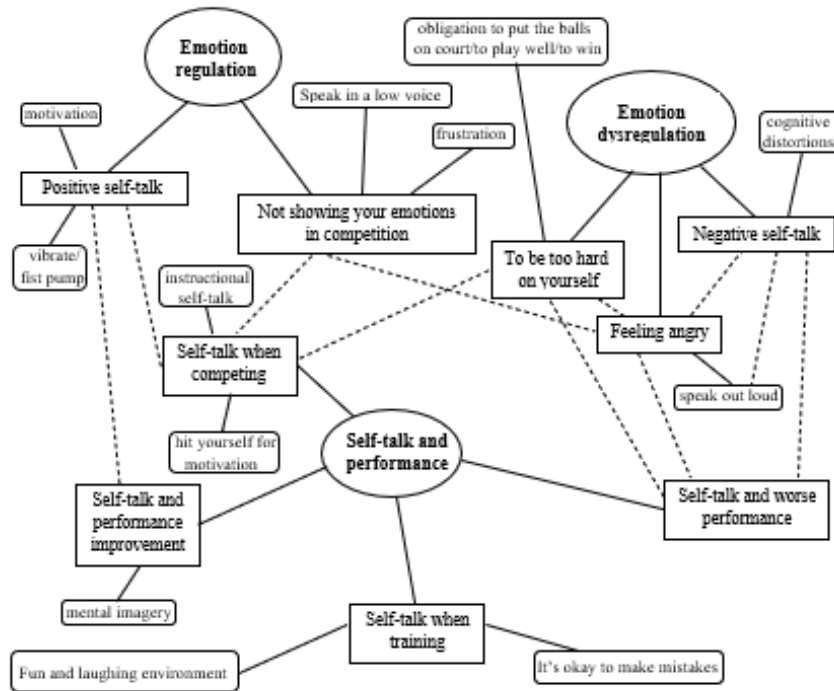 obligation to put the balls
on court/to play well/to win
Emotion
regulation
Speak in a low voice
motivation
frustration
Emotion
dysregulation
cognitive
distortions
Positive self-talk
Not showing your emotions
in competition
Negative self-talk
To be too hard
on yourself
vibrate/
fist pump
instructional
self-talk
Feeling angry
Self-talk when
competing
speak out loud
hit yourself for
motivation
Self-talk and
performance
Self-talk and
performance
improvement
Self-talk and worse
performance
mental imagery
Self-talk when
training
Fun and laughing environment
It's okay to make mistakes